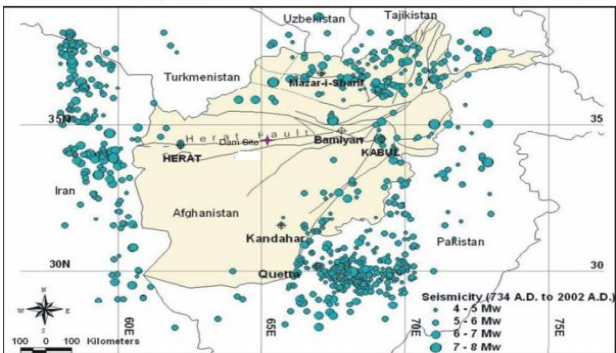 Uzbekistan
Tajikistan
Turkmenistan
Mazar-i-Sharif
35N
35N
Herat Fault
Dam Site
Bamiyan
HERAT
KABUL
Iran
Afghanistan
Kandahar
Pakistan
30N
Quetta
30N
Seismicity (734 A.D. to 2002 A.D.)
4 - 5 Mw
5 - 6 Mw
6 - 7 Mw
7 - 8 Mw
N
W
E
S
60E
65E
70E
75E
100 0 100 Kilometers